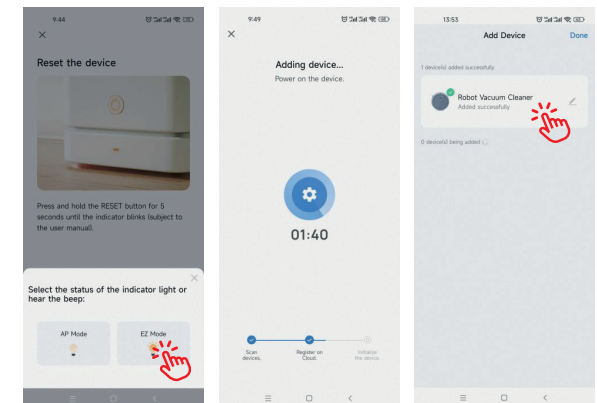 9:44
Reset the device
Press and hold the RESET button for 5
seconds until the indicator blinks (subject to
the user manual).
Select the status of the indicator light or
hear the beep:
AP Mode
EZ Mode
9:49
Adding device...
Power on the device.
01:40
Scan
devices.
Register on
Cloud.
Initialise
the device.
13:53
Add Device
Done
1 device(s) added successfully
Robot Vacuum Cleaner
Added successfully
0 device(s) being added